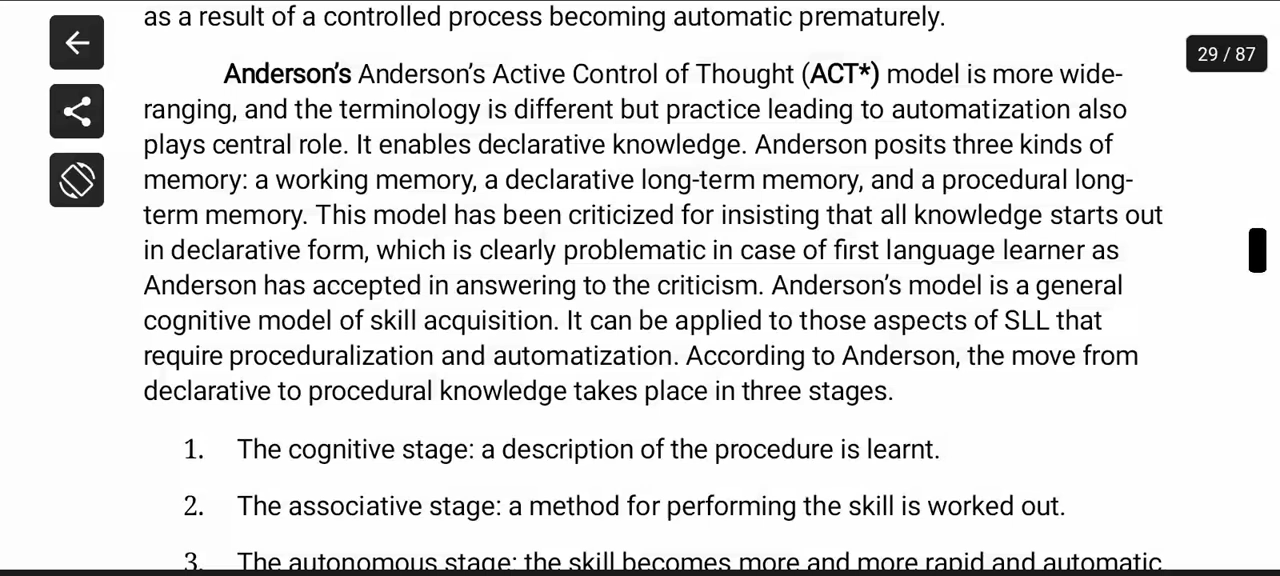 as a result of a controlled process becoming automatic prematurely.
29 / 87
Anderson's Anderson's Active Control of Thought (ACT*) model is more wide-
ranging, and the terminology is different but practice leading to automatization also
plays central role. It enables declarative knowledge. Anderson posits three kinds of
memory: a working memory, a declarative long-term memory, and a procedural long-
term memory. This model has been criticized for insisting that all knowledge starts out
in declarative form, which is clearly problematic in case of first language learner as
Anderson has accepted in answering to the criticism. Anderson's model is a general
cognitive model of skill acquisition. It can be applied to those aspects of SLL that
require proceduralization and automatization. According to Anderson, the move from
declarative to procedural knowledge takes place in three stages.
1. The cognitive stage: a description of the procedure is learnt.
2. The associative stage: a method for performing the skill is worked out.
3. The autonomous stage: the skill becomes more and more rapid and automatic